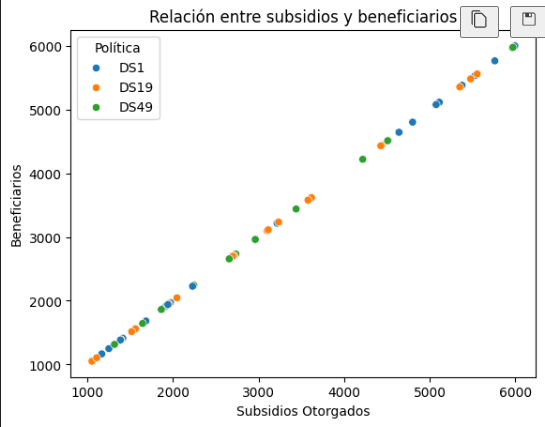 Relación entre subsidios y beneficiarios
Política
DS1
DS19
DS49
6000
5000
4000
3000
2000
1000
Beneficiarios
1000 2000 3000 4000 5000 6000
Subsidios Otorgados